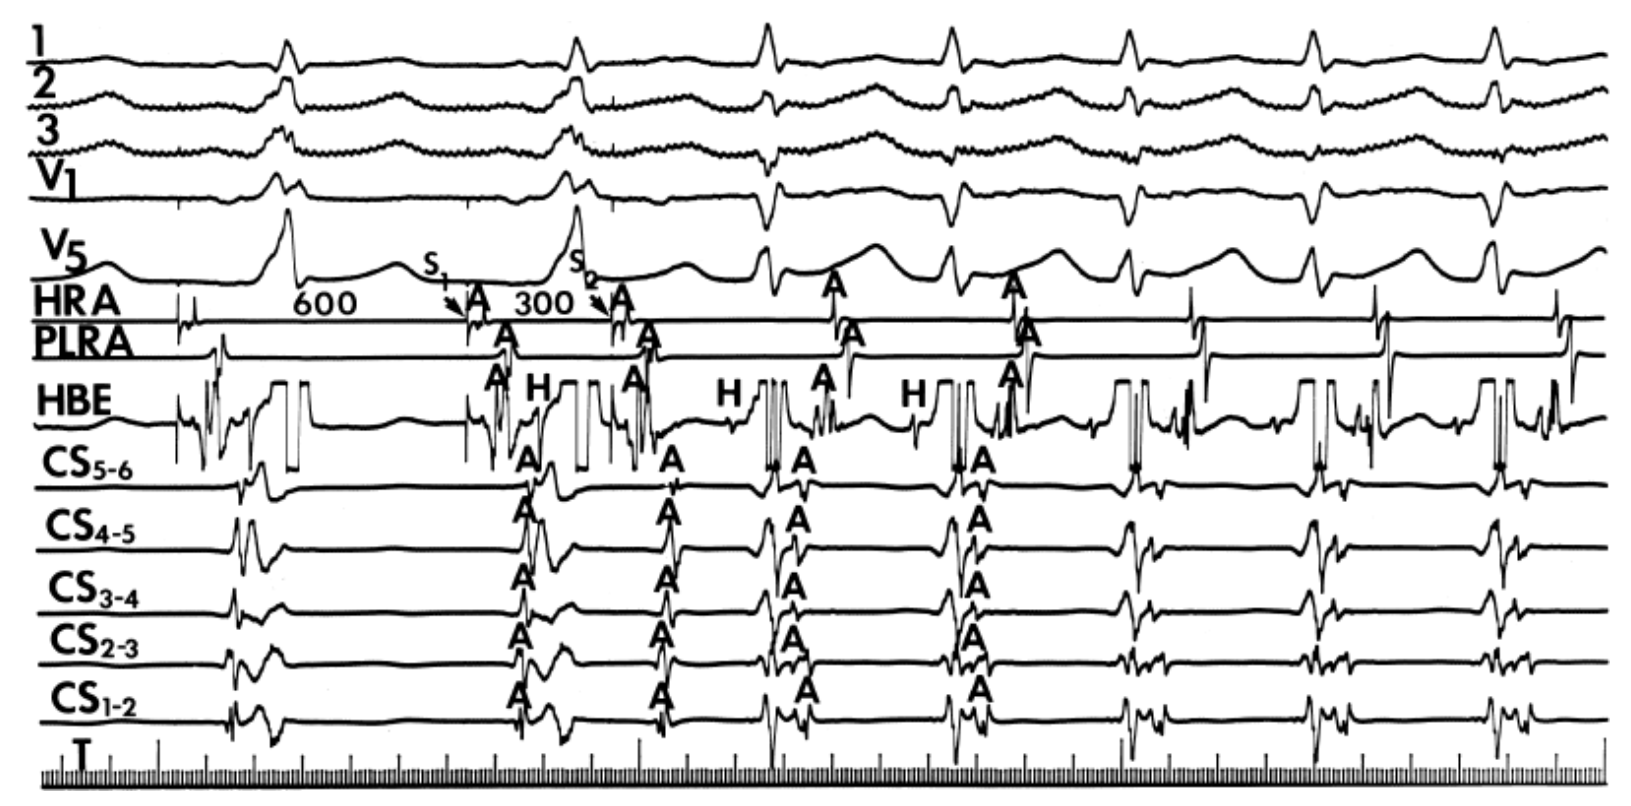 1
2
3
V1
V5 S1 S2
HRA 600 A 300 A A A
PLRA A A A A
HBE A H A H A H A
CS5-6 A A A A
CS4-5 A A A A
CS3-4 A A A A
CS2-3 A A A A
CS1-2 A A A A
T